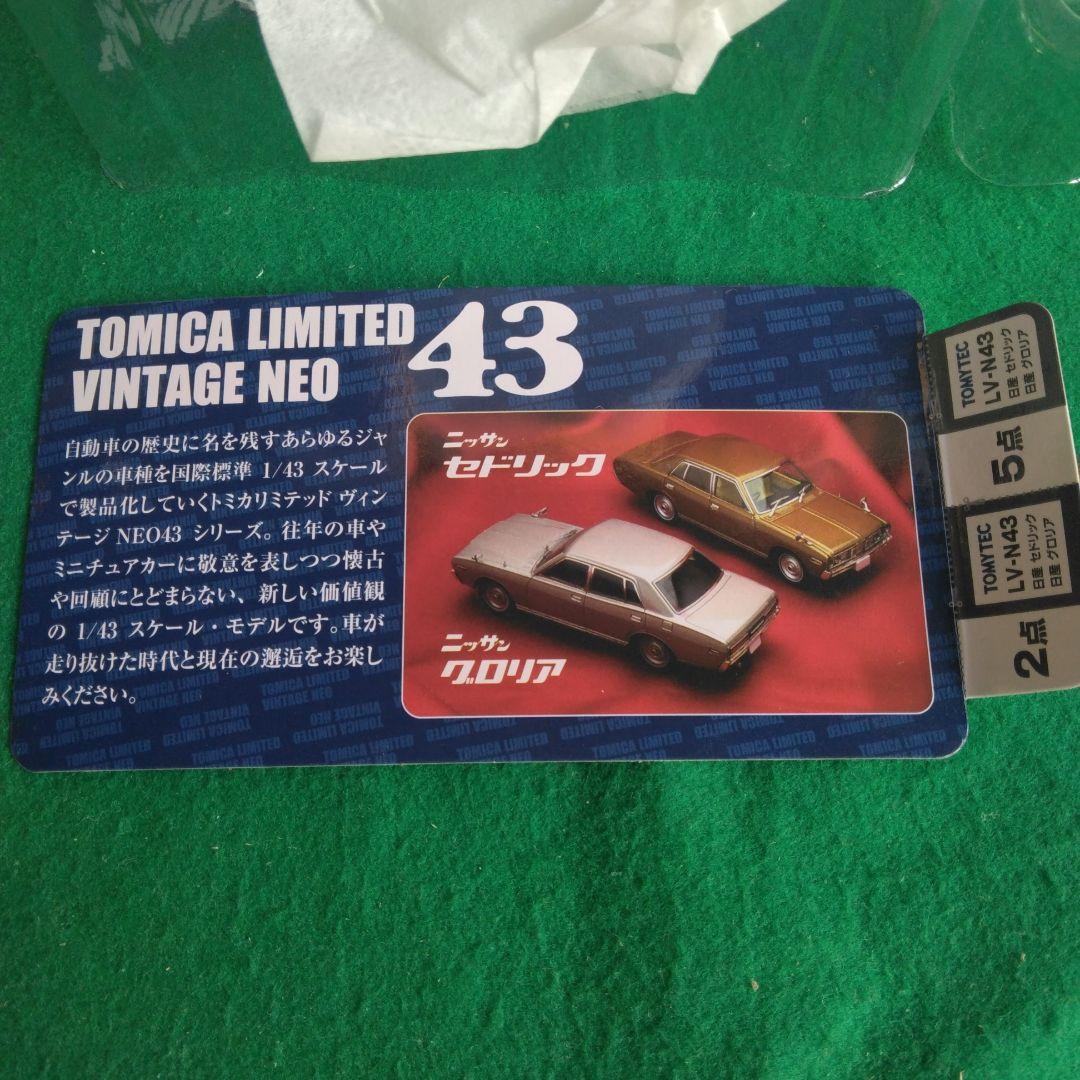 TOMICA LIMITED
VINTAGE NEO
43
自動車の歴史に名を残すあらゆるジャ
ンルの車種を国際標準 1/43 スケール
で製品化していくトミカリミテッド ヴィン
テージ NEO43 シリーズ。往年の車や
ミニチュアカーに敬意を表しつつ懐古
や回顧にとどまらない、新しい価値観
の 1/43 スケール・モデルです。車が
走り抜けた時代と現在の邂逅をお楽し
みください。
ニッサン
セドリック
ニッサン
グロリア
TOMYTEC
LV-N43
日産 セドリック
日産 グロリア
5点
TOMYTEC
LV-N43
日産 セドリック
日産 グロリア
2点